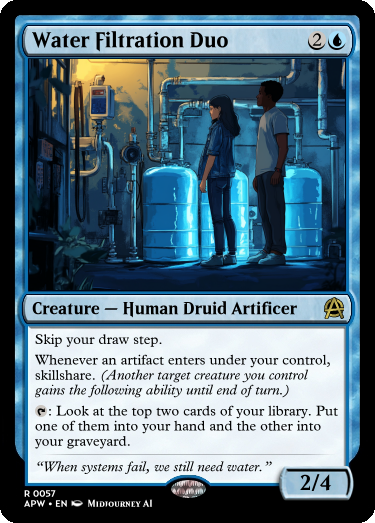 Water Filtration Duo 2
Creature — Human Druid Artificer
Skip your draw step.
Whenever an artifact enters under your control,
skillshare. (Another target creature you control
gains the following ability until end of turn.)
: Look at the top two cards of your library. Put
one of them into your hand and the other into
your graveyard.
“When systems fail, we still need water.”
2/4
R 0057
APW • EN Midjourney AI